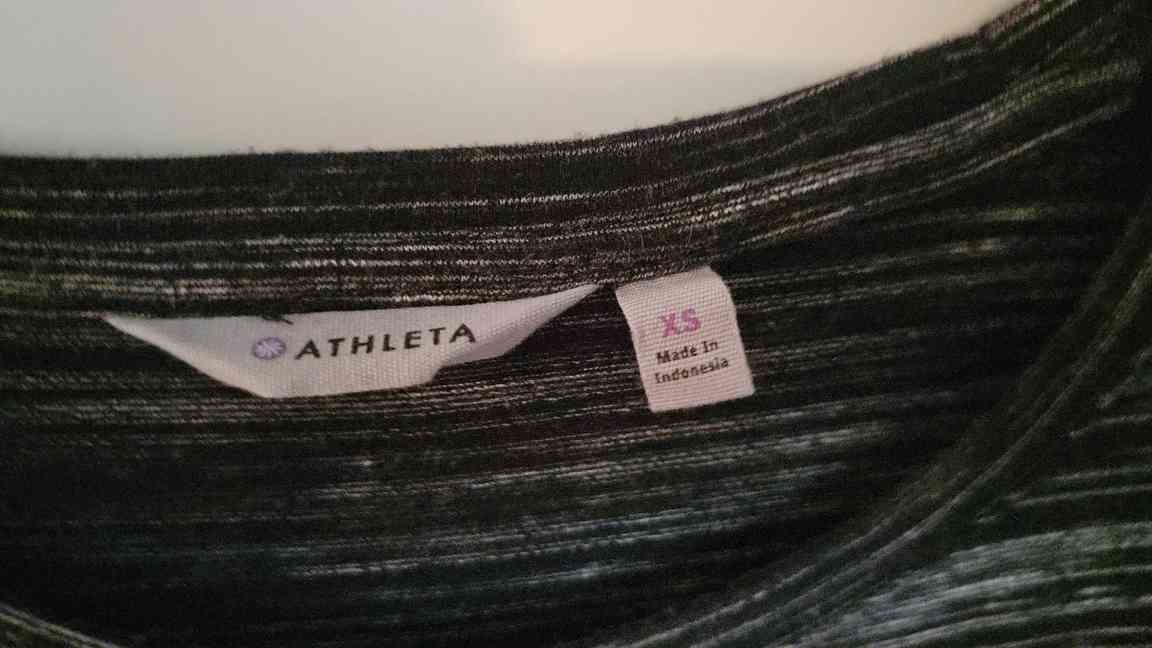 ATHLETA
XS
Made In
Indonesia